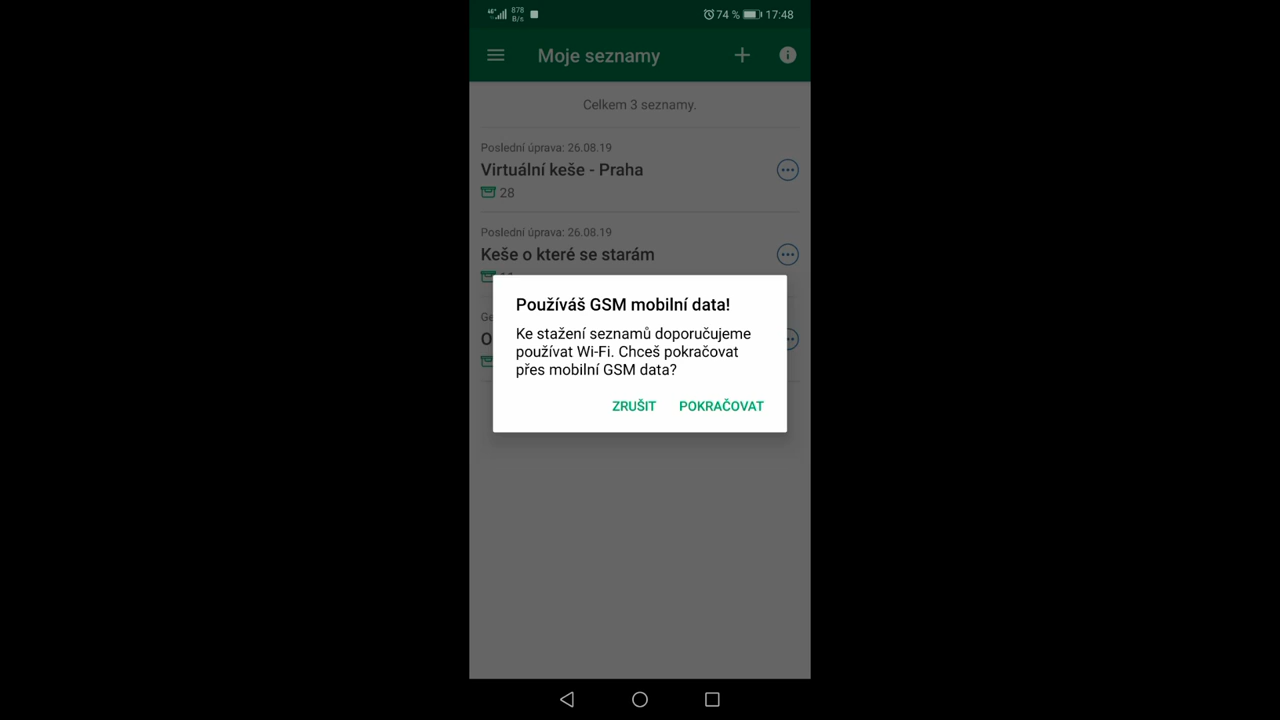 878
B/s
74 %
17:48
Moje seznamy
Celkem 3 seznamy.
Poslední úprava: 26.08.19
Virtuální keše - Praha
28
Poslední úprava: 26.08.19
Keše o které se starám
Používáš GSM mobilní data!
Ke stažení seznamů doporučujeme
používat Wi-Fi. Chceš pokračovat
přes mobilní GSM data?
ZRUŠIT POKRAČOVAT